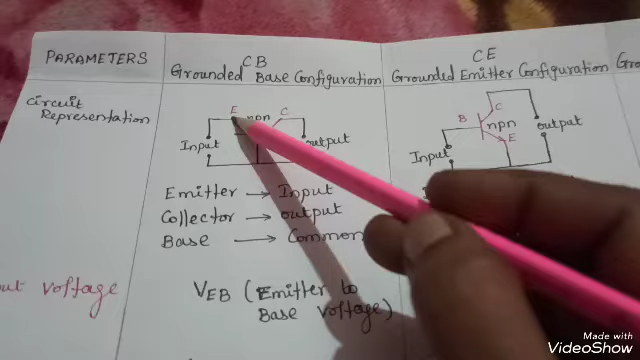 PARAMETERS
CB
Grounded Base Configuration
CE
Grounded Emitter Configuration
Circuit
Representation
E
npn
C
Input
output
B
C
npn
E
Input
output
Emitter → Input
Collector → output
Base → Common
voltage
VEB (Emitter to
Base voltage)
Made with
VideoShow